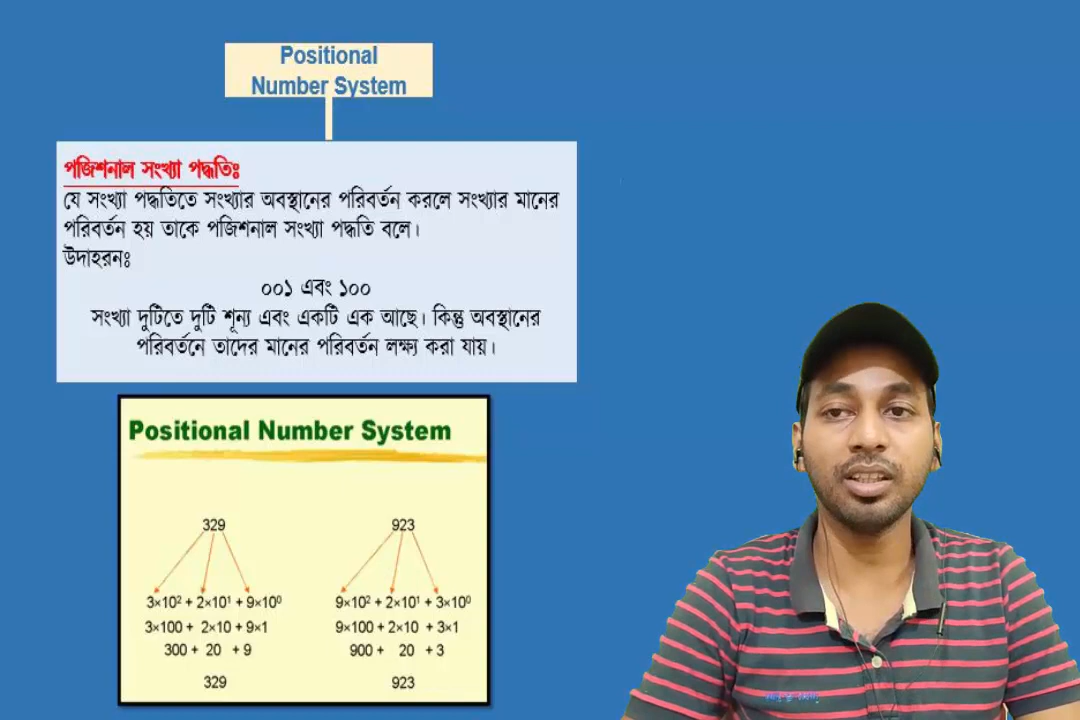 Positional
Number System
পজিশনাল সংখ্যা পদ্ধতিঃ
যে সংখ্যা পদ্ধতিতে সংখ্যার অবস্থানের পরিবর্তন করলে সংখ্যার মানের
পরিবর্তন হয় তাকে পজিশনাল সংখ্যা পদ্ধতি বলে।
উদাহরনঃ
০০১ এবং ১০০
সংখ্যা দুটিতে দুটি শূন্য এবং একটি এক আছে। কিন্তু অবস্থানের
পরিবর্তনে তাদের মানের পরিবর্তন লক্ষ্য করা যায়।
Positional Number System
329 923
3×10² + 2×10¹ + 9×10⁰ 9×10² + 2×10¹ + 3×10⁰
3×100 + 2×10 + 9×1 9×100 + 2×10 + 3×1
300 + 20 + 9 900 + 20 + 3
329 923